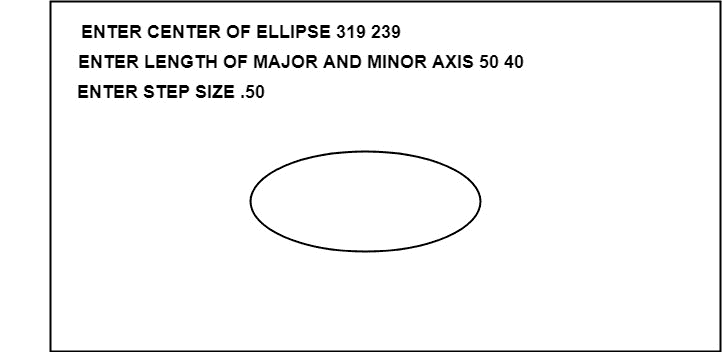 ENTER CENTER OF ELLIPSE 319 239
ENTER LENGTH OF MAJOR AND MINOR AXIS 50 40
ENTER STEP SIZE .50